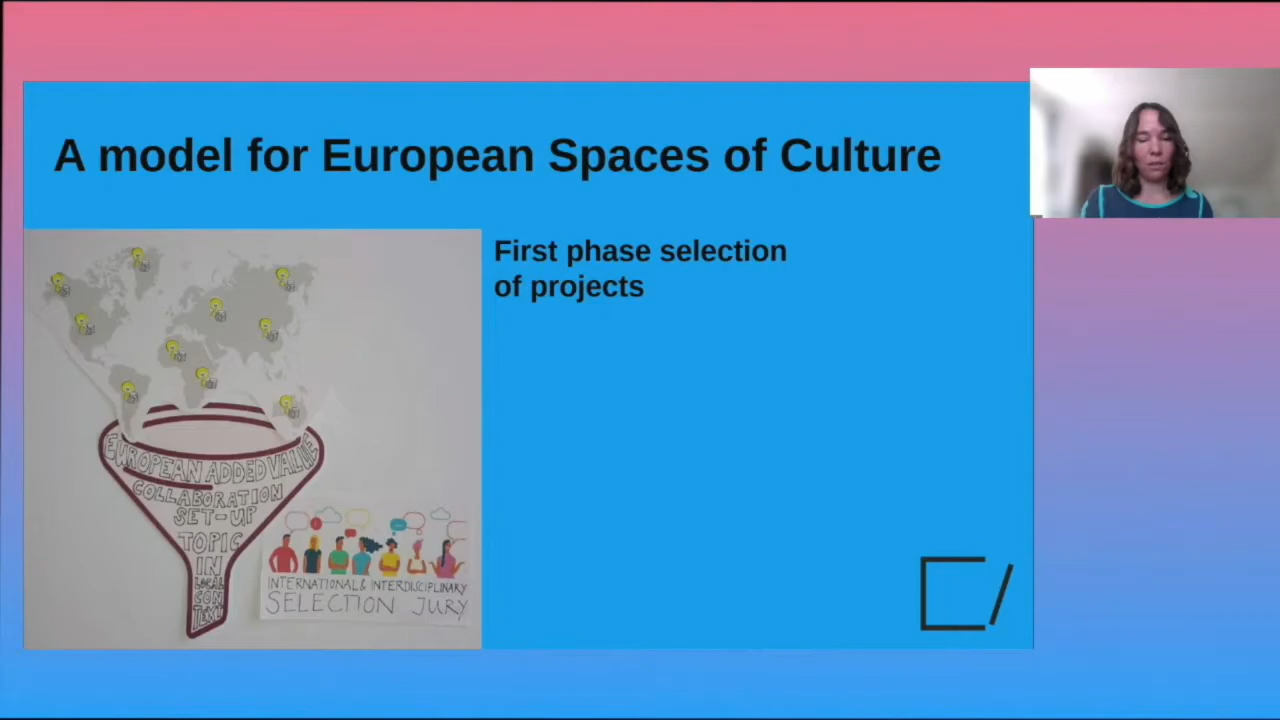 A model for European Spaces of Culture
First phase selection
of projects
EUROPEAN ADDED VALUE
COLLABORATION
SET-UP
TOPIC
IN
LOCAL
CON
TEXT
INTERNATIONAL & INTERDISCIPLINARY
SELECTION JURY